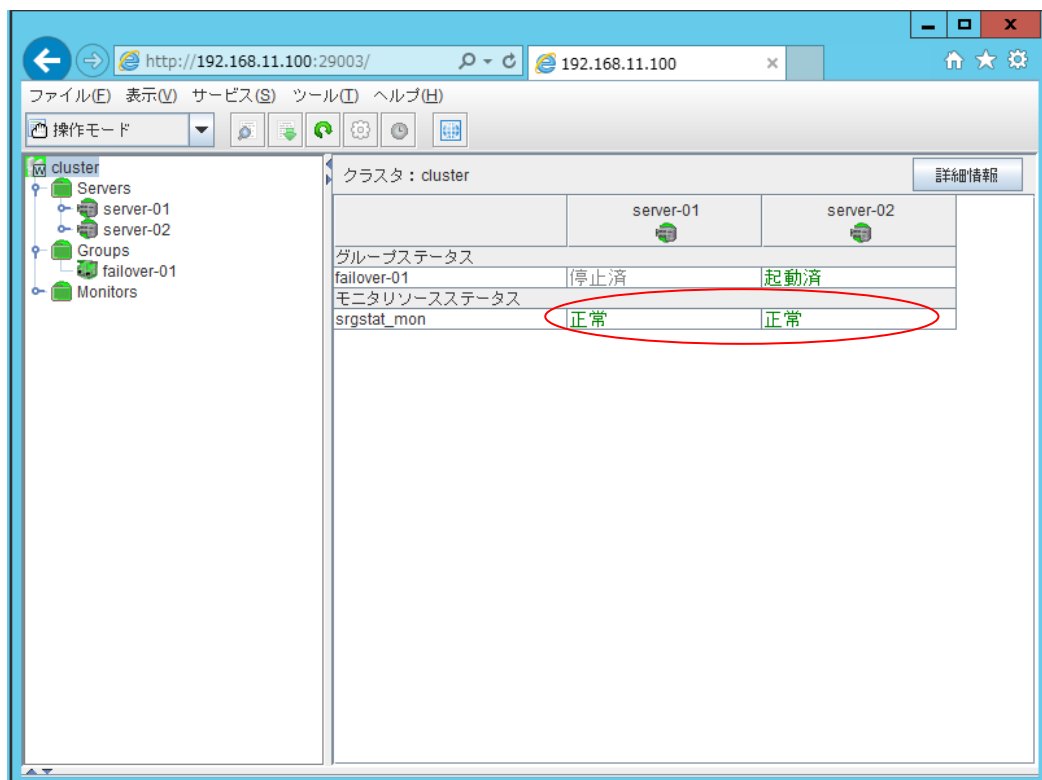 http://192.168.11.100:29003/
192.168.11.100
ファイル(F) 表示(V) サービス(S) ツール(T) ヘルプ(H)
操作モード
cluster
Servers
server-01
server-02
Groups
failover-01
Monitors
クラスタ：cluster
詳細情報
server-01 server-02
グループステータス
failover-01 停止済 起動済
モニタリソースステータス
srgstat_mon 正常 正常